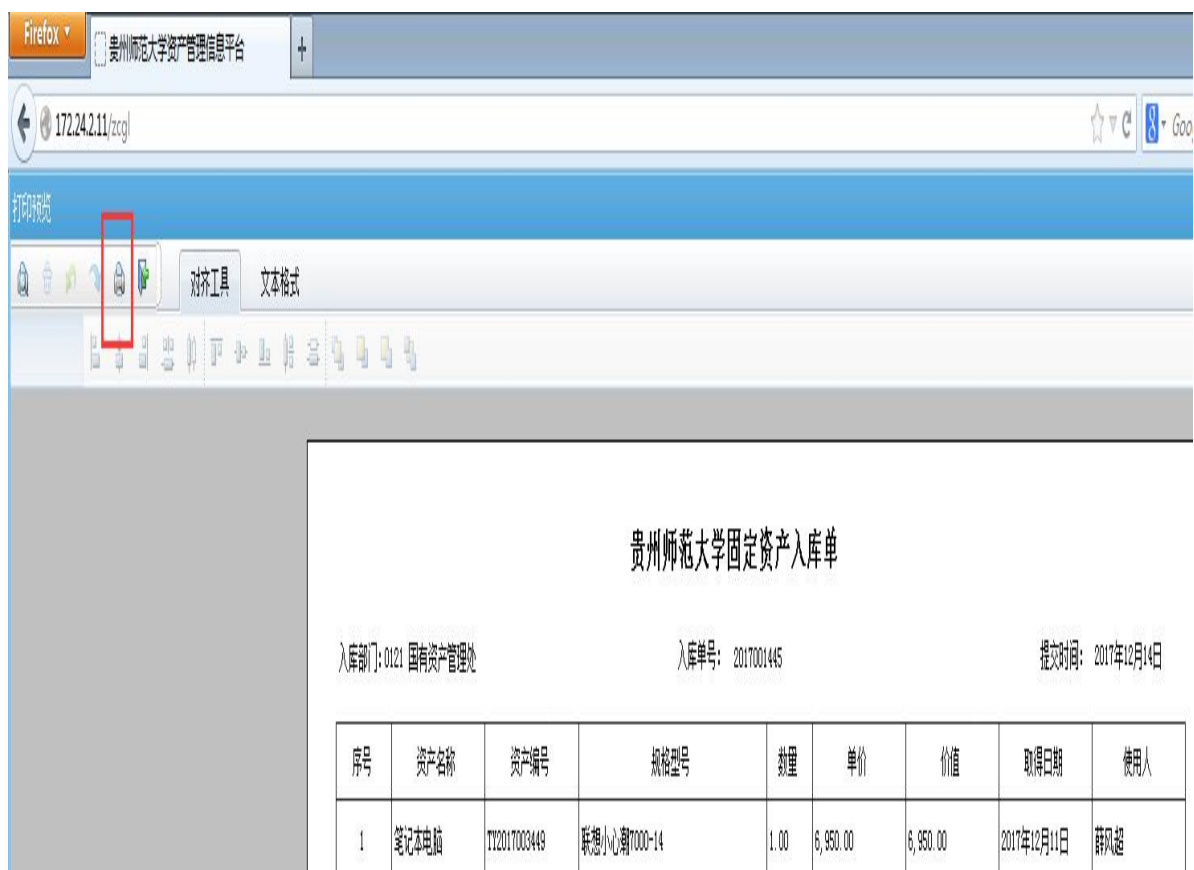 Firefox
贵州师范大学资产管理信息平台
+
172.24.2.11/zcgl
8
Goo
打印预览
对齐工具 文本格式
贵州师范大学固定资产入库单
入库部门:0121 国有资产管理处 入库单号: 2017001445 提交时间: 2017年12月14日
序号 资产名称 资产编号 规格型号 数量 单价 价值 取得日期 使用人
1 笔记本电脑 TY2017003449 联想小心潮7000-14 1.00 6,950.00 6,950.00 2017年12月11日 薛风超